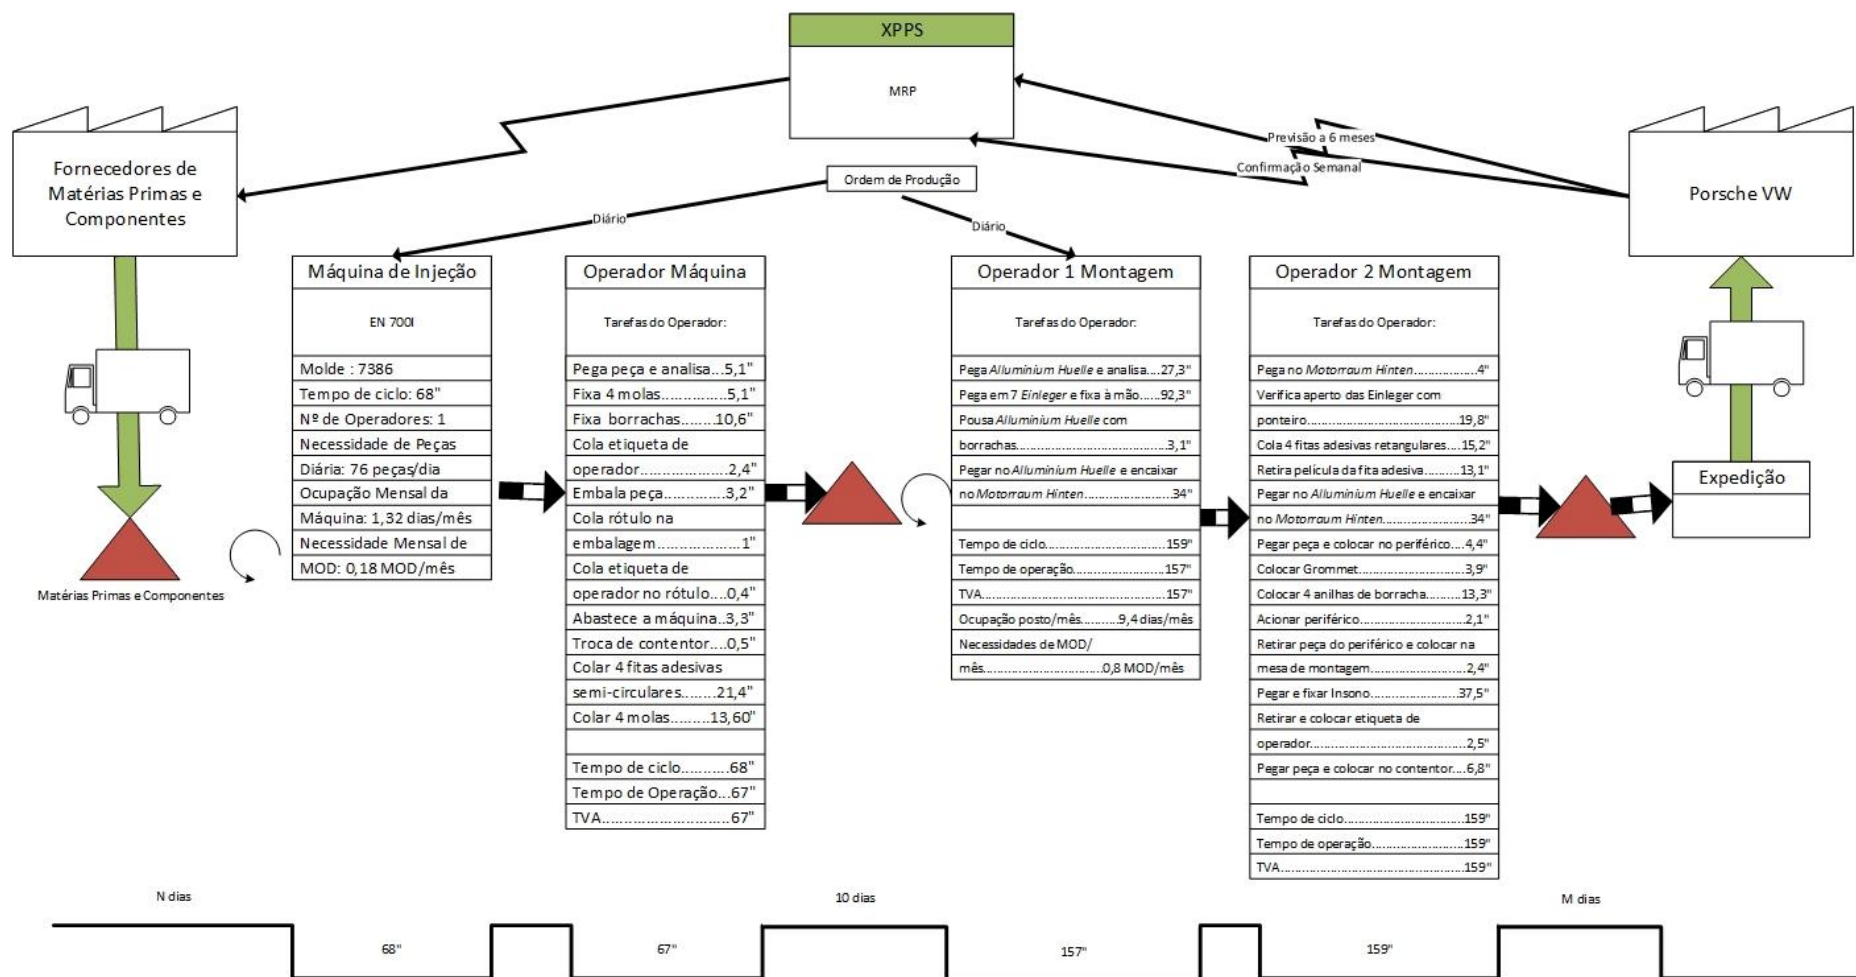 XPPS
MRP
Fornecedores de
Matérias Primas e
Componentes
Previsão a 6 meses
Confirmação Semanal
Porsche VW
Ordem de Produção
Diário
Diário
Matérias Primas e Componentes
Máquina de Injeção
EN 700I
Molde : 7386
Tempo de ciclo: 68"
Nº de Operadores: 1
Necessidade de Peças
Diária: 76 peças/dia
Ocupação Mensal da
Máquina: 1,32 dias/mês
Necessidade Mensal de
MOD: 0,18 MOD/mês
Operador Máquina
Tarefas do Operador:
Pega peça e analisa...5,1"
Fixa 4 molas...............5,1"
Fixa borrachas........10,6"
Cola etiqueta de
operador...................2,4"
Embala peça..............3,2"
Cola rótulo na
embalagem....................1"
Cola etiqueta de
operador no rótulo....0,4"
Abastece a máquina..3,3"
Troca de contentor....0,5"
Colar 4 fitas adesivas
semi-circulares........21,4"
Colar 4 molas.........13,60"
Tempo de ciclo..........68"
Tempo de Operação...67"
TVA............................67"
Operador 1 Montagem
Tarefas do Operador:
Pega Alluminium Huelle e analisa....27,3"
Pega em 7 Einleger e fixa à mão.....92,3"
Pousa Alluminium Huelle com
borrachas.....................................3,1"
Pegar no Alluminium Huelle e encaixar
no Motorraum Hinten......................34"
Tempo de ciclo..............................159"
Tempo de operação.......................157"
TVA..............................................157"
Ocupação posto/mês.........9,4 dias/mês
Necessidades de MOD/
mês.............................0,8 MOD/mês
Operador 2 Montagem
Tarefas do Operador:
Pega no Motorraum Hinten................4"
Verifica aperto das Einleger com
ponteiro......................................19,8"
Cola 4 fitas adesivas retangulares....15,2"
Retira película da fita adesiva..........13,1"
Pegar no Alluminium Huelle e encaixar
no Motorraum Hinten......................34"
Pegar peça e colocar no periférico...4,4"
Colocar Grommet...........................3,9"
Colocar 4 anilhas de borracha.........13,3"
Acionar periférico...........................2,1"
Retirar peça do periférico e colocar na
mesa de montagem........................2,4"
Pegar e fixar Insono......................37,5"
Retirar e colocar etiqueta de
operador.......................................2,5"
Pegar peça e colocar no contentor....6,8"
Tempo de ciclo..............................159"
Tempo de operação.......................159"
TVA..............................................159"
Expedição
N dias
68"
67"
10 dias
157"
159"
M dias